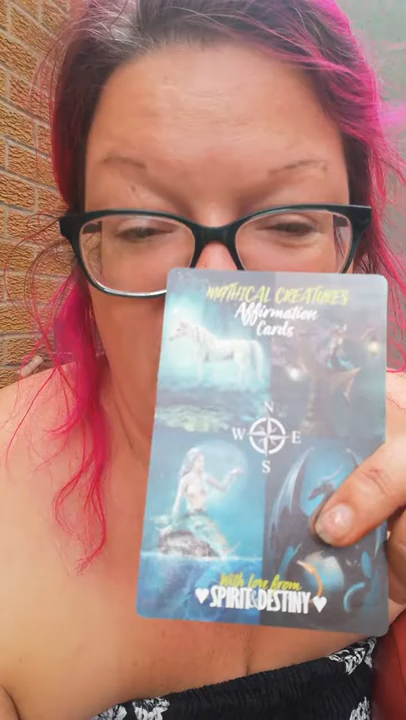 MYTHICAL CREATURES
Affirmation
Cards
N
W E
S
With love from
♥SPIRIT&DESTINY♥